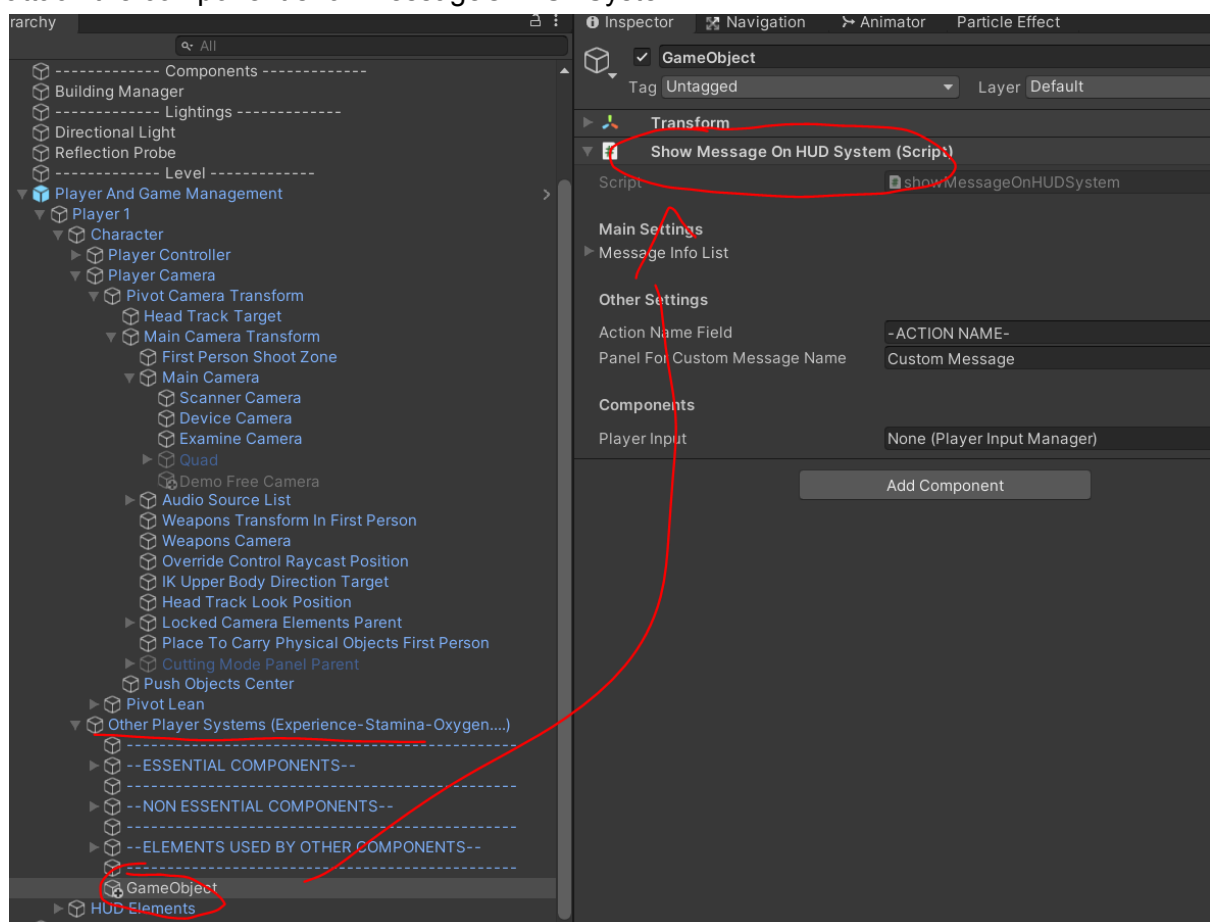 rarchy
All
------------- Components -------------
Building Manager
------------- Lightings -------------
Directional Light
Reflection Probe
------------- Level -------------
Player And Game Management
Player 1
Character
Player Controller
Player Camera
Pivot Camera Transform
Head Track Target
Main Camera Transform
First Person Shoot Zone
Main Camera
Scanner Camera
Device Camera
Examine Camera
Quad
Demo Free Camera
Audio Source List
Weapons Transform In First Person
Weapons Camera
Override Control Raycast Position
IK Upper Body Direction Target
Head Track Look Position
Locked Camera Elements Parent
Place To Carry Physical Objects First Person
Cutting Mode Panel Parent
Push Objects Center
Pivot Lean
Other Player Systems (Experience-Stamina-Oxygen....)
--ESSENTIAL COMPONENTS--
--NON ESSENTIAL COMPONENTS--
--ELEMENTS USED BY OTHER COMPONENTS--
GameObject
HUD Elements
Inspector Navigation Animator Particle Effect
GameObject
Tag Untagged Layer Default
Transform
Show Message On HUD System (Script)
Script showMessageOnHUDSystem
Main Settings
Message Info List
Other Settings
Action Name Field -ACTION NAME-
Panel For Custom Message Name Custom Message
Components
Player Input None (Player Input Manager)
Add Component